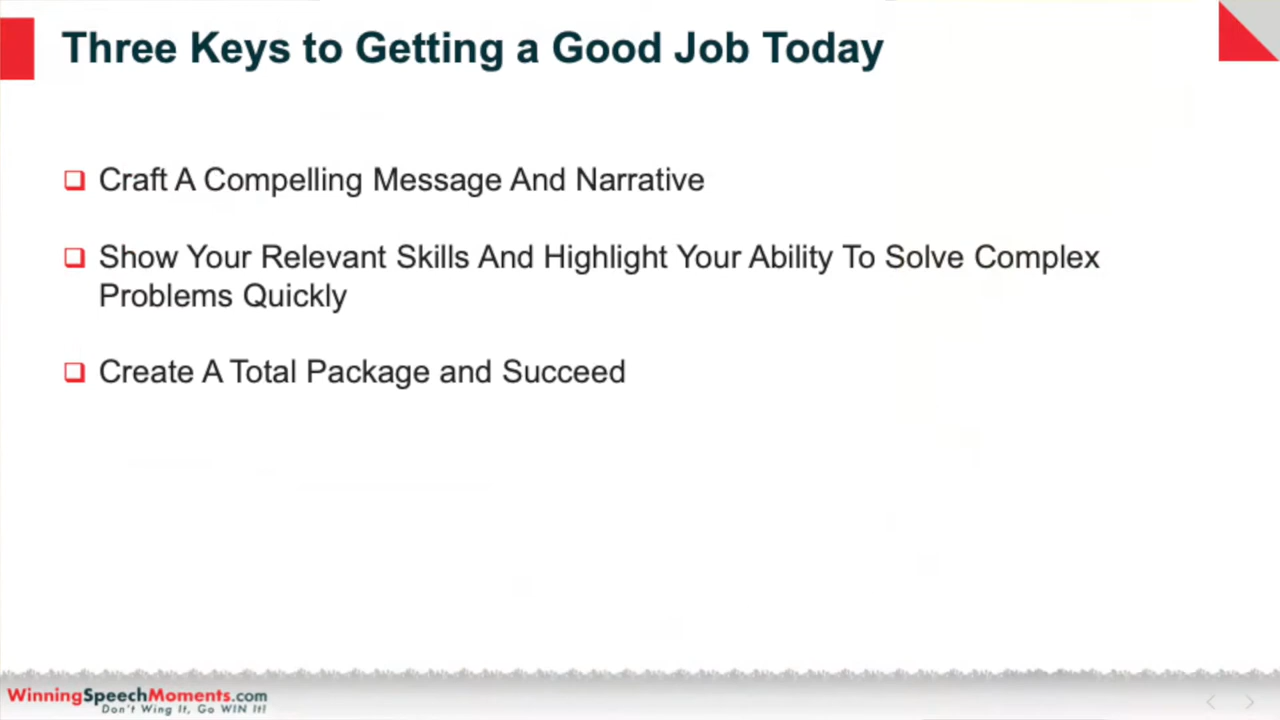 Three Keys to Getting a Good Job Today
Craft A Compelling Message And Narrative
Show Your Relevant Skills And Highlight Your Ability To Solve Complex
Problems Quickly
Create A Total Package and Succeed
WinningSpeechMoments.com
Don't Wing It, Go WIN It!